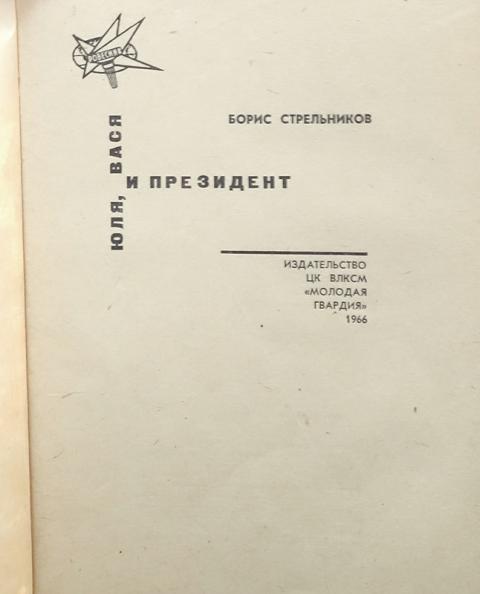 БОРИС СТРЕЛЬНИКОВ
ЮЛЯ, ВАСЯ
И ПРЕЗИДЕНТ
ИЗДАТЕЛЬСТВО
ЦК ВЛКСМ
«МОЛОДАЯ
ГВАРДИЯ»
1966